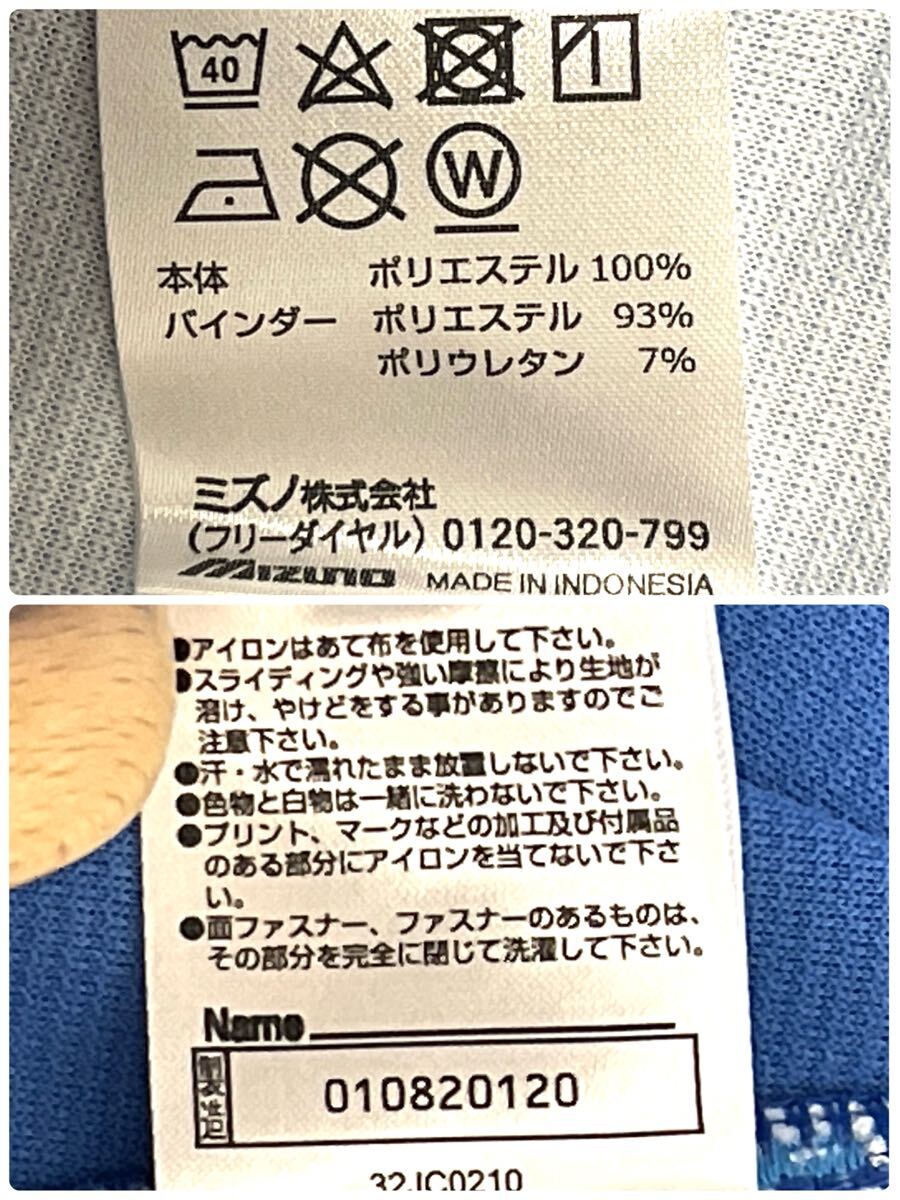 40
W
本体 ポリエステル 100%
バインダー ポリエステル 93%
ポリウレタン 7%
ミズノ株式会社
(フリーダイヤル) 0120-320-799
MIZUNO MADE IN INDONESIA
●アイロンはあて布を使用して下さい。
●スライディングや強い摩擦により生地が
溶け、やけどをする事がありますのでご
注意下さい。
●汗・水で濡れたまま放置しないで下さい。
●色物と白物は一緒に洗わないで下さい。
●プリント、マークなどの加工及び付属品
のある部分にアイロンを当てないで下さ
い。
●面ファスナー、ファスナーのあるものは、
その部分を完全に閉じて洗濯して下さい。
Name
010820120
32JC0210